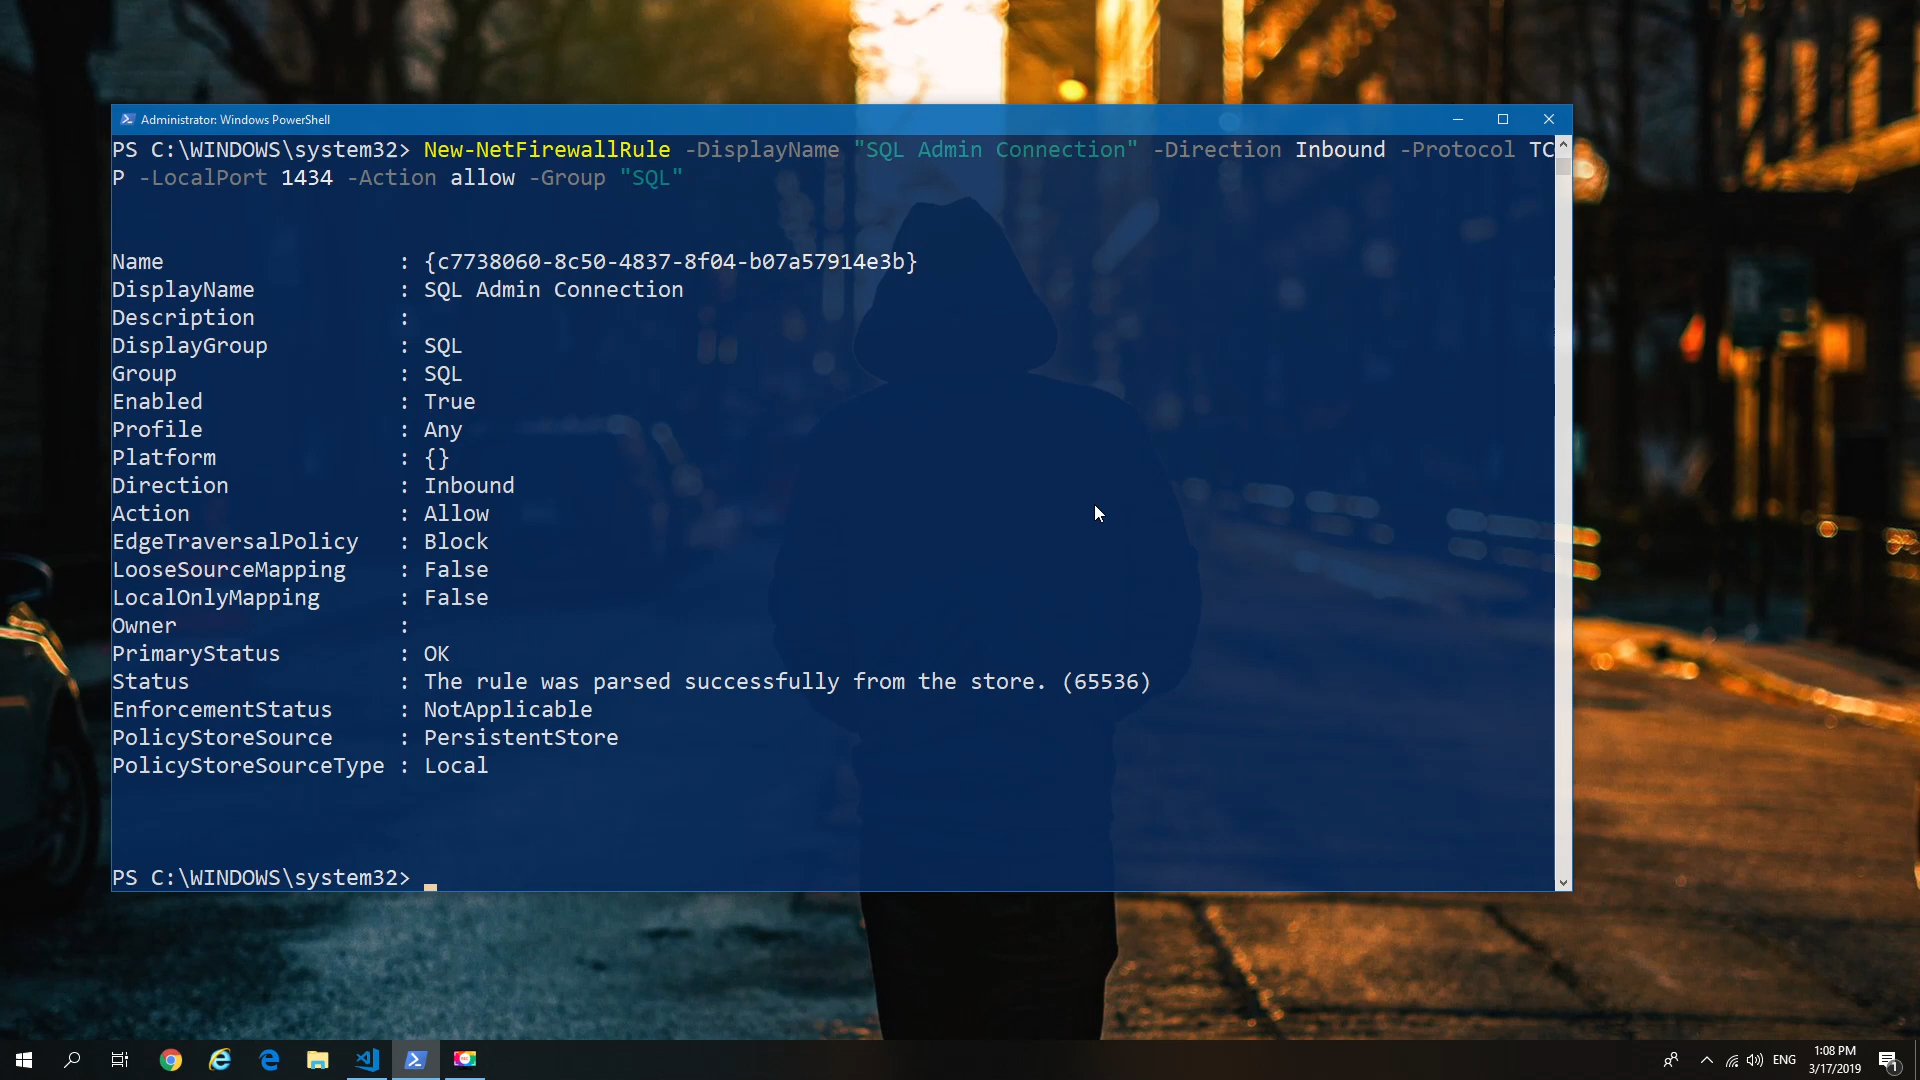 Administrator: Windows PowerShell
PS C:\WINDOWS\system32> New-NetFirewallRule -DisplayName "SQL Admin Connection" -Direction Inbound -Protocol TC
P -LocalPort 1434 -Action allow -Group "SQL"
Name : {c7738060-8c50-4837-8f04-b07a57914e3b}
DisplayName : SQL Admin Connection
Description :
DisplayGroup : SQL
Group : SQL
Enabled : True
Profile : Any
Platform : {}
Direction : Inbound
Action : Allow
EdgeTraversalPolicy : Block
LooseSourceMapping : False
LocalOnlyMapping : False
Owner :
PrimaryStatus : OK
Status : The rule was parsed successfully from the store. (65536)
EnforcementStatus : NotApplicable
PolicyStoreSource : PersistentStore
PolicyStoreSourceType : Local
PS C:\WINDOWS\system32>
ENG
1:08 PM
3/17/2019
1